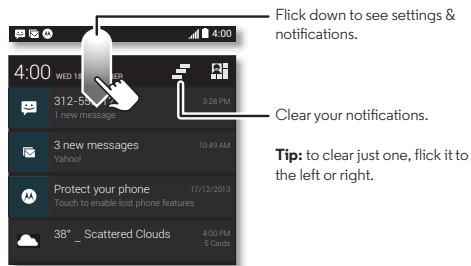 Flick down to see settings &
notifications.
4:00
4:00 WED 18
312-55
3:28 PM
1 new message
Clear your notifications.
3 new messages
10:49 AM
Yahoo!
Tip: to clear just one, flick it to
the left or right.
Protect your phone
17/12/2013
Touch to enable lost phone features
38° _ Scattered Clouds
4:00 PM
5 Cards